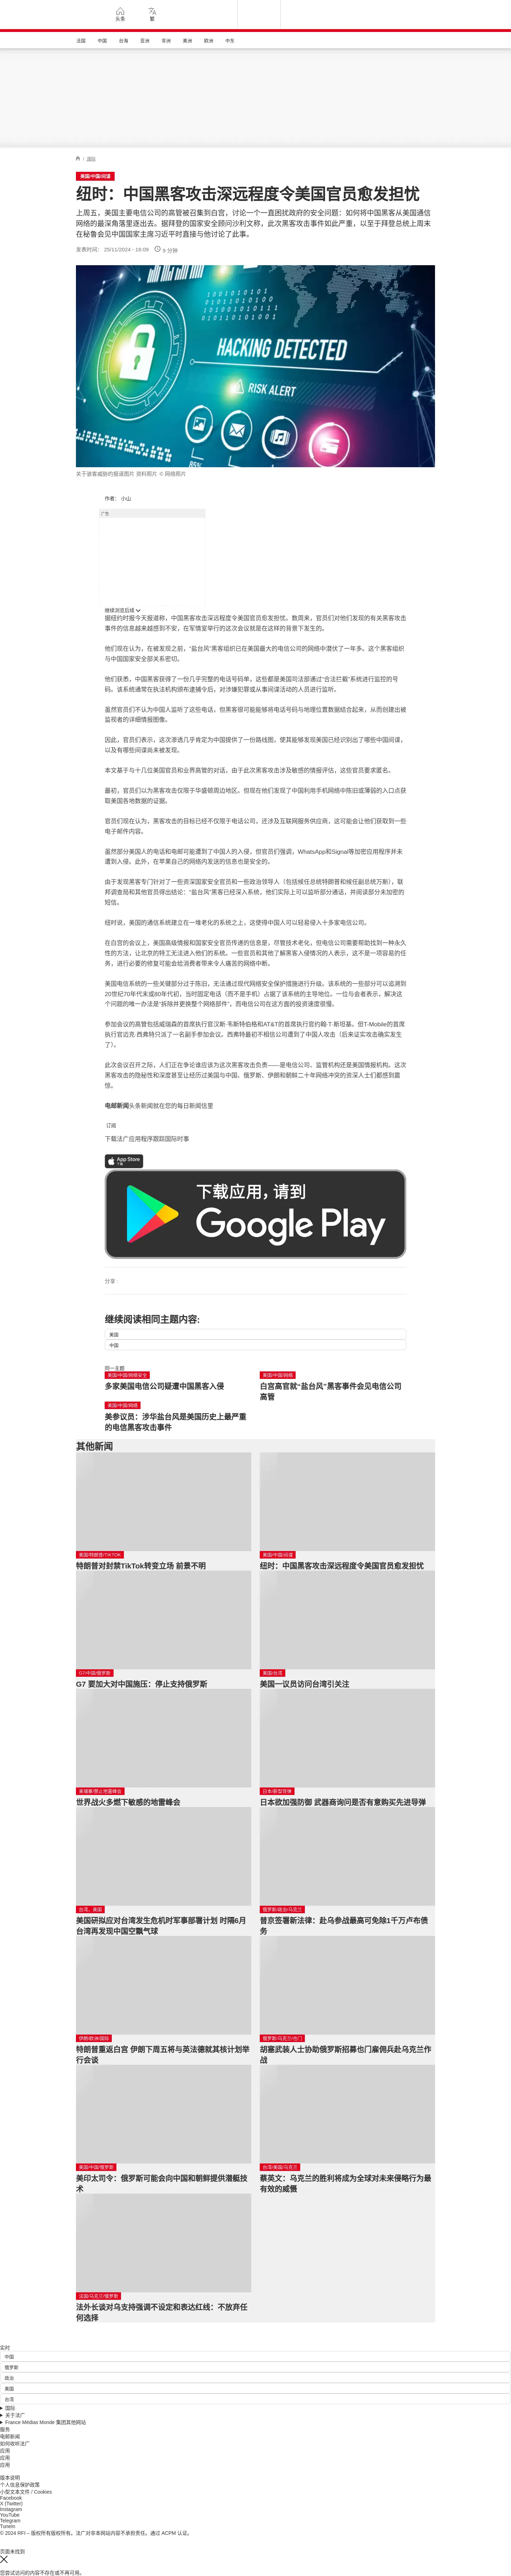 头条
繁
法国
中国
台海
亚洲
非洲
美洲
欧洲
中东
/ 国际
美国/中国/间谍
纽时：中国黑客攻击深远程度令美国官员愈发担忧
上周五，美国主要电信公司的高管被召集到白宫，讨论一个一直困扰政府的安全问题：如何将中国黑客从美国通信
网络的最深角落里逐出去。据拜登的国家安全顾问沙利文称，此次黑客攻击事件如此严重，以至于拜登总统上周末
在秘鲁会见中国国家主席习近平时直接与他讨论了此事。
发表时间： 25/11/2024 - 10:09
9 分钟
HACKING DETECTED
RISK ALERT
85%
关于骇客威胁的报道图片 资料照片 © 网络照片
作者： 小山
广告
继续浏览后续
据纽约时报今天报道称，中国黑客攻击深远程度令美国官员愈发担忧。数周来，官员们对他们发现的有关黑客攻击
事件的信息越来越感到不安，在军情室举行的这次会议就是在这样的背景下发生的。
他们现在认为，在被发现之前，“盐台风”黑客组织已在美国最大的电信公司的网络中潜伏了一年多。这个黑客组织
与中国国家安全部关系密切。
他们获悉，中国黑客获得了一份几乎完整的电话号码单，这些都是美国司法部通过“合法拦截”系统进行监控的号
码。该系统通常在执法机构颁布逮捕令后，对涉嫌犯罪或从事间谍活动的人员进行监听。
虽然官员们不认为中国人监听了这些电话，但黑客很可能能够将电话号码与地理位置数据结合起来，从而创建出被
监视者的详细情报图像。
因此，官员们表示，这次渗透几乎肯定为中国提供了一份路线图，使其能够发现美国已经识别出了哪些中国间谍，
以及有哪些间谍尚未被发现。
本文基于与十几位美国官员和业界高管的对话，由于此次黑客攻击涉及敏感的情报评估，这些官员要求匿名。
最初，官员们以为黑客攻击仅限于华盛顿周边地区。但现在他们发现了中国利用手机网络中陈旧或薄弱的入口点获
取美国各地数据的证据。
官员们现在认为，黑客攻击的目标已经不仅限于电话公司，还涉及互联网服务供应商，这可能会让他们获取到一些
电子邮件内容。
虽然部分美国人的电话和电邮可能遭到了中国人的入侵，但官员们强调，WhatsApp和Signal等加密应用程序并未
遭到入侵。此外，在苹果自己的网络内发送的信息也是安全的。
由于发现黑客专门针对了一些资深国家安全官员和一些政治领导人（包括候任总统特朗普和候任副总统万斯），联
邦调查局和其他官员得出结论：“盐台风”黑客已经深入系统，他们实际上可以监听部分通话，并阅读部分未加密的
短信。
纽时说，美国的通信系统建立在一堆老化的系统之上，这使得中国人可以轻易侵入十多家电信公司。
在白宫的会议上，美国高级情报和国家安全官员传递的信息是，尽管技术老化，但电信公司需要帮助找到一种永久
性的方法，让北京的特工无法进入他们的系统。一些官员和其他了解黑客入侵情况的人表示，这不是一项容易的任
务，进行必要的修复可能会给消费者带来令人痛苦的网络中断。
美国电信系统的一些关键部分过于陈旧，无法通过现代网络安全保护措施进行升级。该系统的一些部分可以追溯到
20世纪70年代末或80年代初，当时固定电话（而不是手机）占据了该系统的主导地位。一位与会者表示，解决这
个问题的唯一办法是“拆除并更换整个网络部件”，而电信公司在这方面的投资速度很慢。
参加会议的高管包括威瑞森的首席执行官汉斯·韦斯特伯格和AT&T的首席执行官约翰·T·斯坦基。但T-Mobile的首席
执行官迈克·西弗特只派了一名副手参加会议。西弗特最初不相信公司遭到了中国人攻击（后来证实攻击确实发生
了）。
此次会议召开之际，人们正在争论谁应该为这次黑客攻击负责——是电信公司、监管机构还是美国情报机构。这次
黑客攻击的隐秘性和深度甚至让经历过美国与中国、俄罗斯、伊朗和朝鲜二十年网络冲突的资深人士们都感到震
惊。
电邮新闻头条新闻就在您的每日新闻信里
订阅
下载法广应用程序跟踪国际时事
App Store
下载
下载应用，请到
Google Play
分享 :
继续阅读相同主题内容:
美国
中国
同一主题
美国/中国/网络安全
多家美国电信公司疑遭中国黑客入侵
美国/中国/网络
白宫高官就“盐台风”黑客事件会见电信公司
高管
美国/中国/网络
美参议员：涉华盐台风是美国历史上最严重
的电信黑客攻击事件
其他新闻
美国/特朗普/TIKTOK
特朗普对封禁TikTok转变立场 前景不明
美国/中国/间谍
纽时：中国黑客攻击深远程度令美国官员愈发担忧
G7/中国/俄罗斯
G7 要加大对中国施压：停止支持俄罗斯
美国/台湾
美国一议员访问台湾引关注
柬埔寨/禁止地雷峰会
世界战火多燃下敏感的地雷峰会
日本/新型导弹
日本欲加强防御 武器商询问是否有意购买先进导弹
台湾、美国
美国研拟应对台湾发生危机时军事部署计划 时隔6月
台湾再发现中国空飘气球
俄罗斯/政治/乌克兰
普京签署新法律：赴乌参战最高可免除1千万卢布债
务
伊朗/欧洲/国际
特朗普重返白宫 伊朗下周五将与英法德就其核计划举
行会谈
俄罗斯/乌克兰/也门
胡塞武装人士协助俄罗斯招募也门雇佣兵赴乌克兰作
战
美国/中国/俄罗斯
美印太司令：俄罗斯可能会向中国和朝鲜提供潜艇技
术
台湾/美国/乌克兰
蔡英文：乌克兰的胜利将成为全球对未来侵略行为最
有效的威慑
法国/乌克兰/俄罗斯
法外长谈对乌支持强调不设定和表达红线：不放弃任
何选择
实时
中国
俄罗斯
政治
美国
台湾
国际
关于法广
France Médias Monde 集团其他网站
服务
电邮新闻
如何收听法广
应用
应用
应用
版本说明
个人信息保护政策
小型文本文件 / Cookies
Facebook
X (Twitter)
Instagram
YouTube
Telegram
TuneIn
© 2024 RFI – 版权所有版权所有。法广对非本网站内容不承担责任。通过 ACPM 认证。
页面未找到
您尝试访问的内容不存在或不再可用。